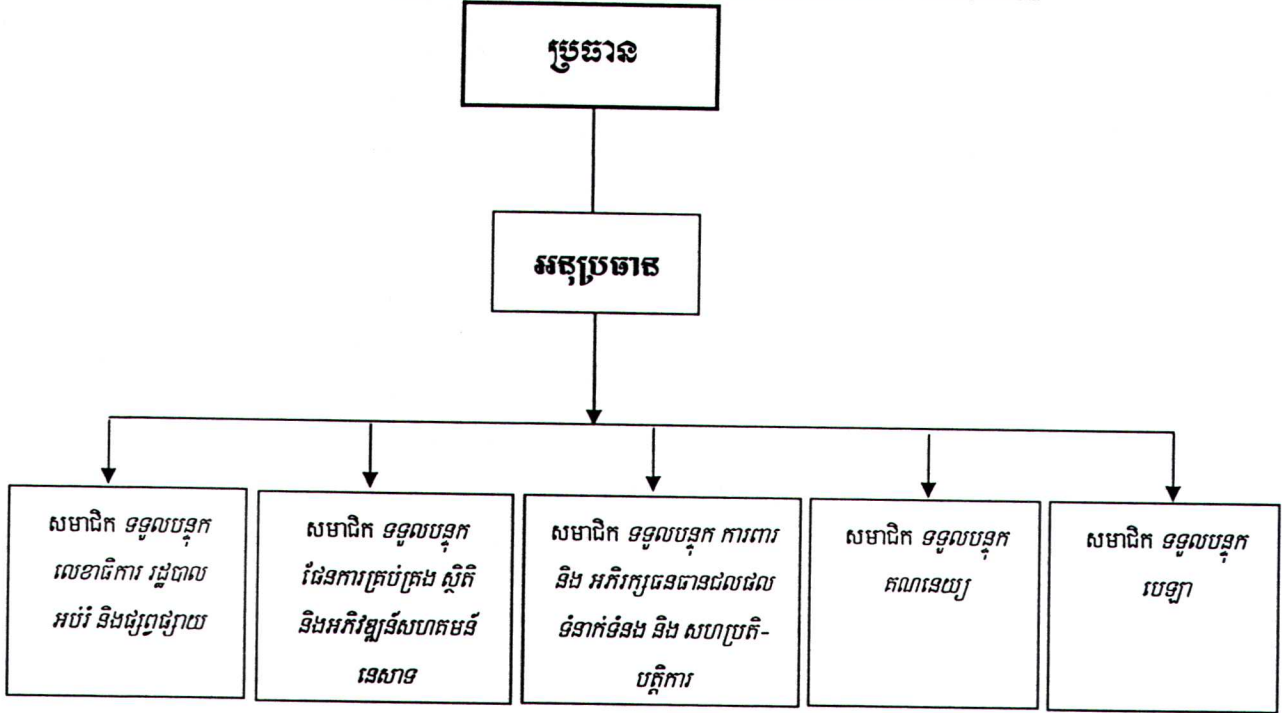 ប្រធាន
អនុប្រធាន
សមាជិក ទទួលបន្ទុក
លេខាធិការ រដ្ឋបាល
អប់រំ និងផ្សព្វផ្សាយ
សមាជិក ទទួលបន្ទុក
ផែនការគ្រប់គ្រង ស្ថិតិ
និងអភិវឌ្ឍន៍សហគមន៍
នេសាទ
សមាជិក ទទួលបន្ទុក ការពារ
និង អភិរក្សធនធានជលផល
ទំនាក់ទំនង និង សហប្រតិ-
បត្តិការ
សមាជិក ទទួលបន្ទុក
គណនេយ្យ
សមាជិក ទទួលបន្ទុក
បេឡា